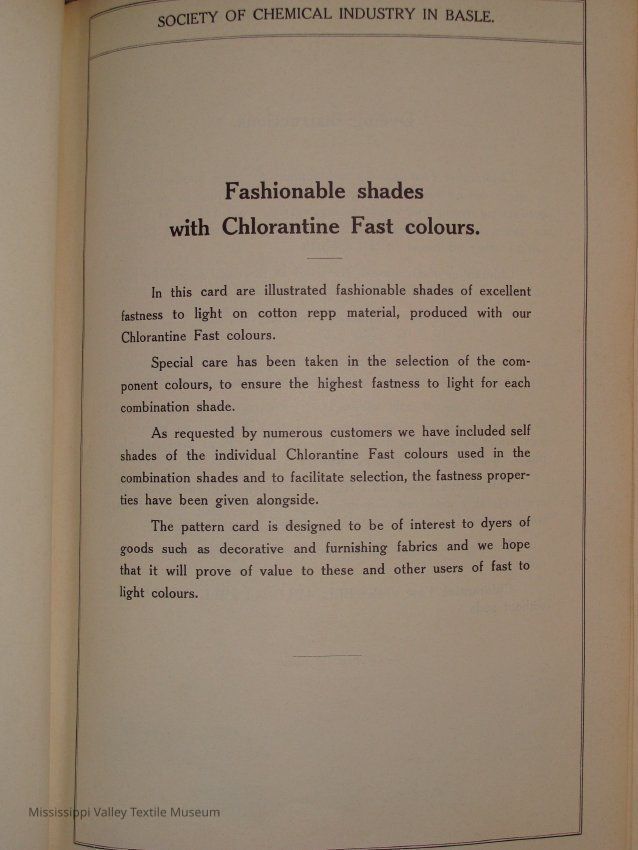 SOCIETY OF CHEMICAL INDUSTRY IN BASLE.
Fashionable shades
with Chlorantine Fast colours.
In this card are illustrated fashionable shades of excellent
fastness to light on cotton repp material, produced with our
Chlorantine Fast colours.
Special care has been taken in the selection of the com-
ponent colours, to ensure the highest fastness to light for each
combination shade.
As requested by numerous customers we have included self
shades of the individual Chlorantine Fast colours used in the
combination shades and to facilitate selection, the fastness proper-
ties have been given alongside.
The pattern card is designed to be of interest to dyers of
goods such as decorative and furnishing fabrics and we hope
that it will prove of value to these and other users of fast to
light colours.
Mississippi Valley Textile Museum